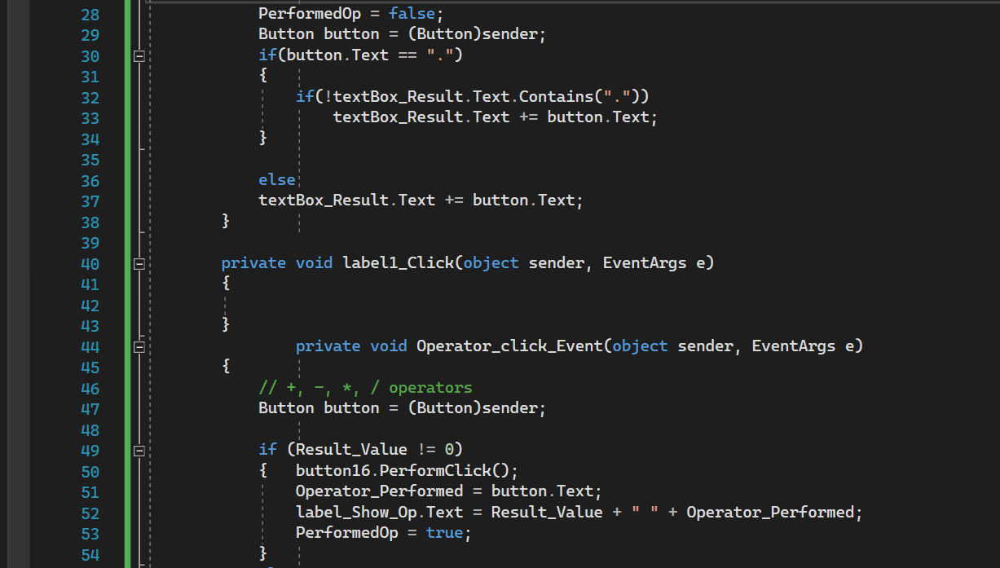 28 PerformedOp = false;
29 Button button = (Button)sender;
30 if(button.Text == ".")
31 {
32 if(!textBox_Result.Text.Contains("."))
33 textBox_Result.Text += button.Text;
34 }
35
36 else
37 textBox_Result.Text += button.Text;
38 }
39
40 private void label1_Click(object sender, EventArgs e)
41 {
42
43 }
44 private void Operator_click_Event(object sender, EventArgs e)
45 {
46 // +, -, *, / operators
47 Button button = (Button)sender;
48
49 if (Result_Value != 0)
50 { button16.PerformClick();
51 Operator_Performed = button.Text;
52 label_Show_Op.Text = Result_Value + " " + Operator_Performed;
53 PerformedOp = true;
54 }